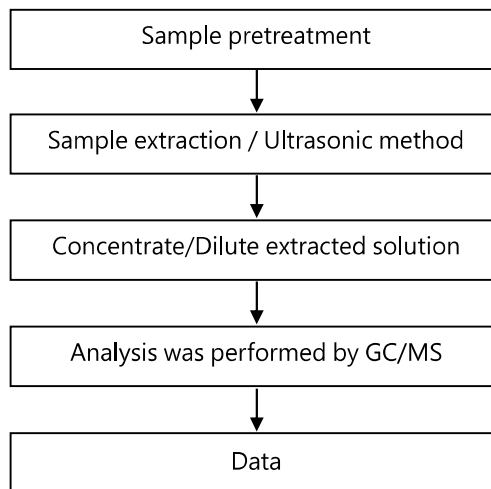 Sample pretreatment
Sample extraction / Ultrasonic method
Concentrate/Dilute extracted solution
Analysis was performed by GC/MS
Data